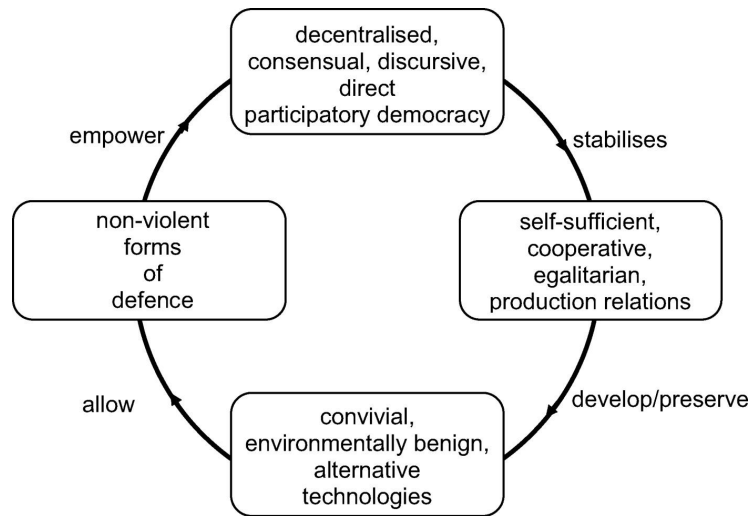 decentralised,
consensual, discursive,
direct
participatory democracy
empower
stabilises
non-violent
forms
of
defence
self-sufficient,
cooperative,
egalitarian,
production relations
allow
develop/preserve
convivial,
environmentally benign,
alternative
technologies